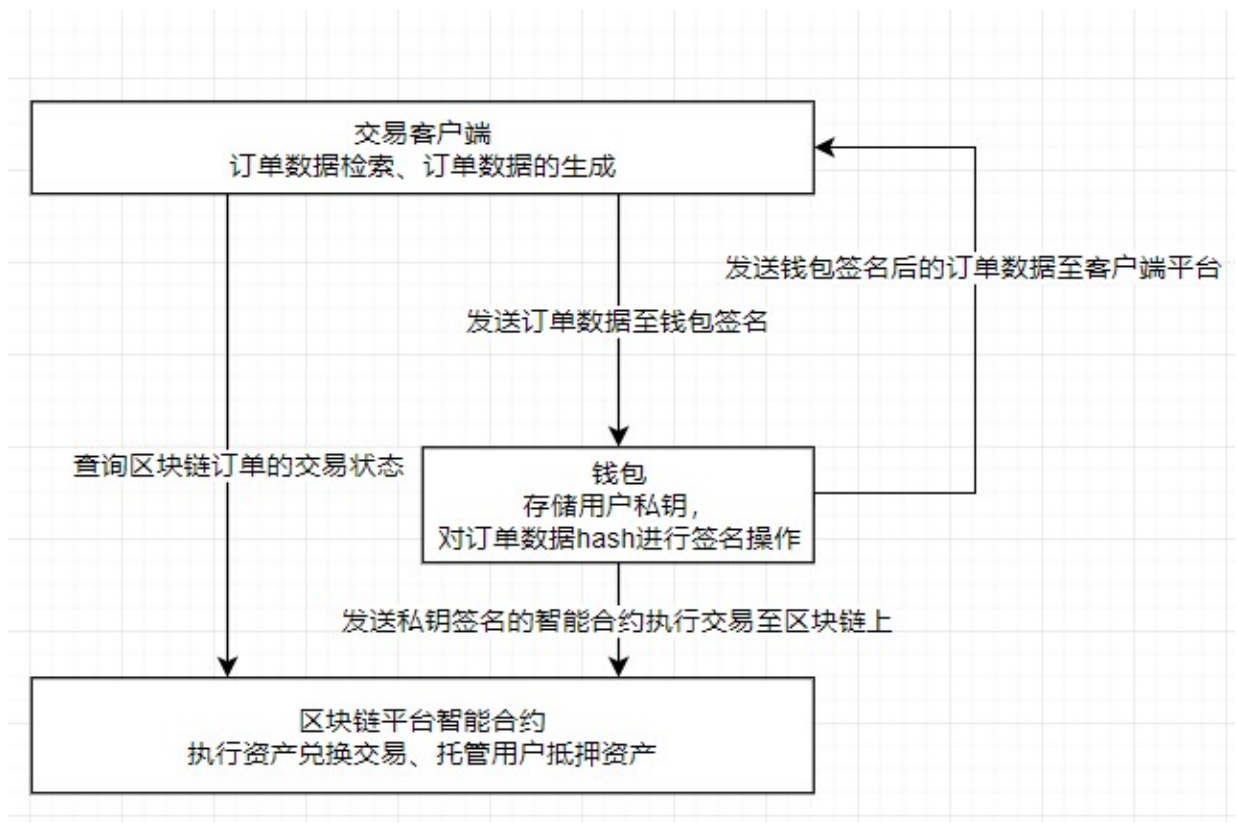 交易客户端
订单数据检索、订单数据的生成
发送钱包签名后的订单数据至客户端平台
发送订单数据至钱包签名
查询区块链订单的交易状态
钱包
存储用户私钥,
对订单数据hash进行签名操作
发送私钥签名的智能合约执行交易至区块链上
区块链平台智能合约
执行资产兑换交易、托管用户抵押资产